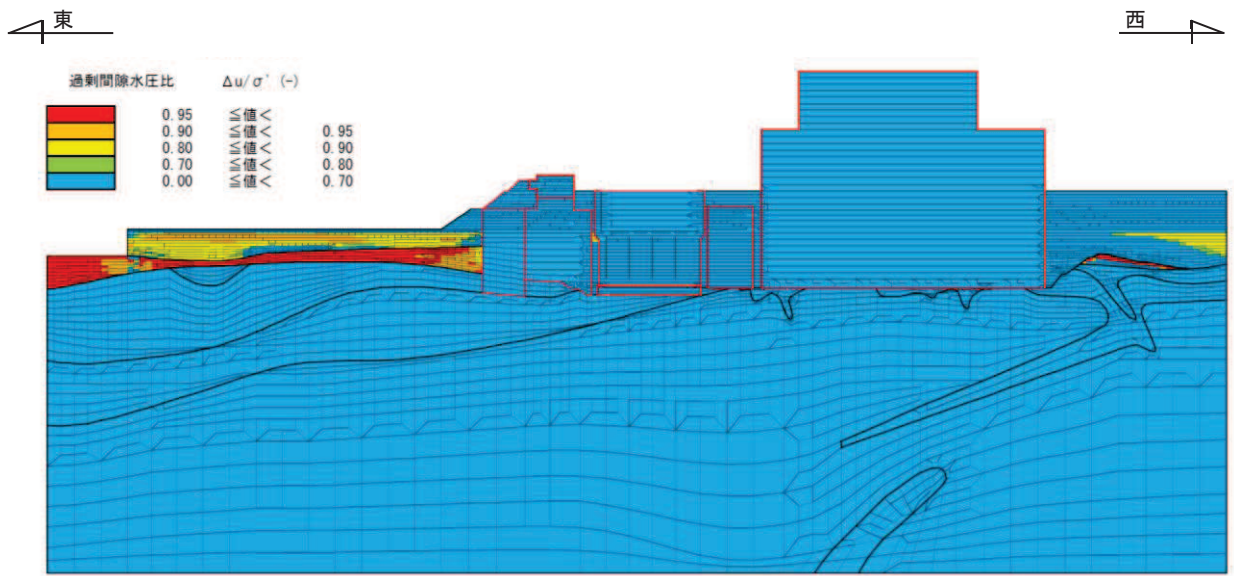 東
西
過剰間隙水圧比 Δu/σ' (-)
0.95 ≦値<
0.90 ≦値< 0.95
0.80 ≦値< 0.90
0.70 ≦値< 0.80
0.00 ≦値< 0.70